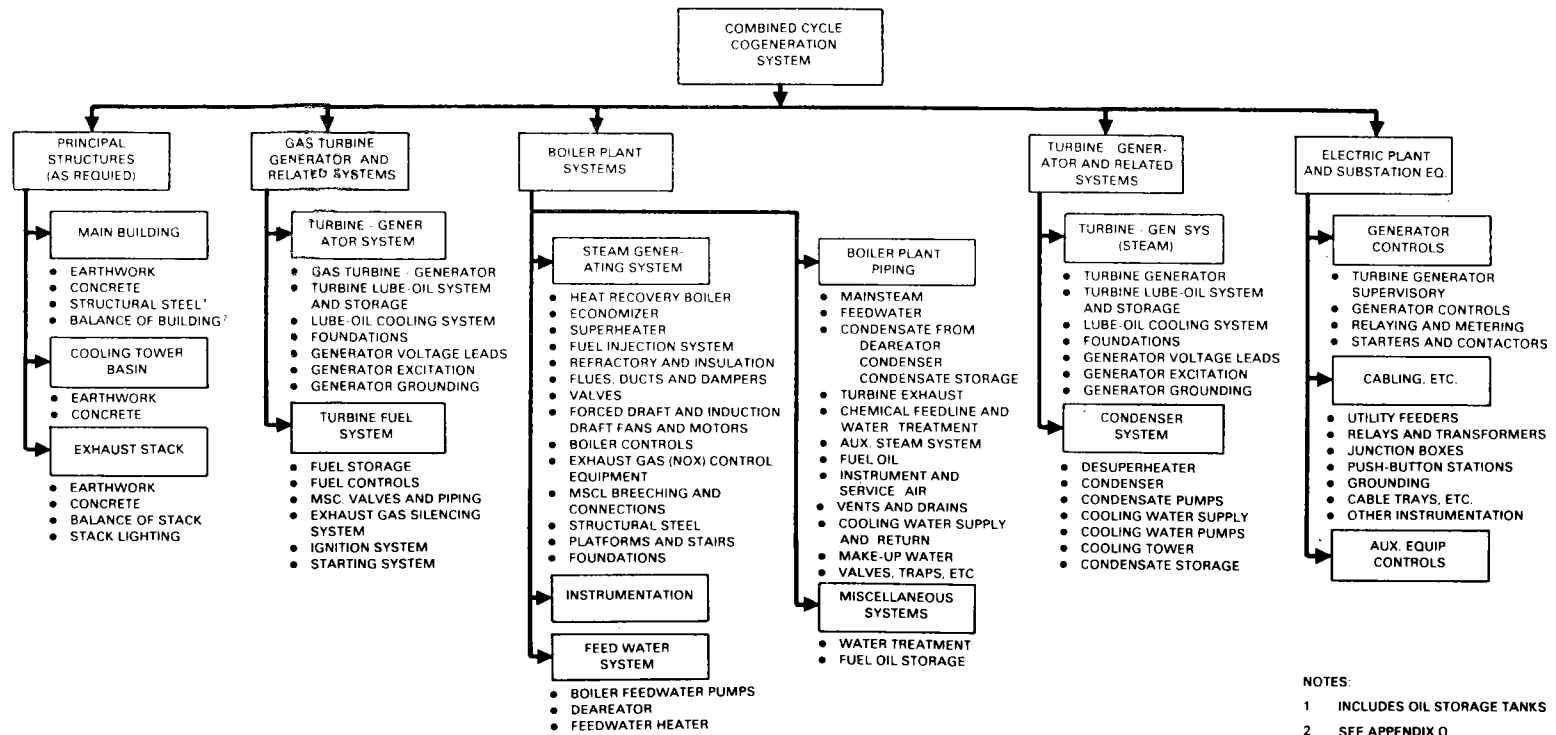 COMBINED CYCLE
COGENERATION
SYSTEM
PRINCIPAL
STRUCTURES
(AS REQUIED)
MAIN BUILDING
● EARTHWORK
● CONCRETE
● STRUCTURAL STEEL¹
● BALANCE OF BUILDING²
COOLING TOWER
BASIN
● EARTHWORK
● CONCRETE
EXHAUST STACK
● EARTHWORK
● CONCRETE
● BALANCE OF STACK
● STACK LIGHTING
GAS TURBINE
GENERATOR AND
RELATED SYSTEMS
TURBINE - GENER
ATOR SYSTEM
● GAS TURBINE - GENERATOR
● TURBINE LUBE-OIL SYSTEM
AND STORAGE
● LUBE-OIL COOLING SYSTEM
● FOUNDATIONS
● GENERATOR VOLTAGE LEADS
● GENERATOR EXCITATION
● GENERATOR GROUNDING
TURBINE FUEL
SYSTEM
● FUEL STORAGE
● FUEL CONTROLS
● MSC. VALVES AND PIPING
● EXHAUST GAS SILENCING
SYSTEM
● IGNITION SYSTEM
● STARTING SYSTEM
BOILER PLANT
SYSTEMS
STEAM GENER-
ATING SYSTEM
● HEAT RECOVERY BOILER
● ECONOMIZER
● SUPERHEATER
● FUEL INJECTION SYSTEM
● REFRACTORY AND INSULATION
● FLUES, DUCTS AND DAMPERS
● VALVES
● FORCED DRAFT AND INDUCTION
DRAFT FANS AND MOTORS
● BOILER CONTROLS
● EXHAUST GAS (NOX) CONTROL
EQUIPMENT
● MSCL BREECHING AND
CONNECTIONS
● STRUCTURAL STEEL
● PLATFORMS AND STAIRS
● FOUNDATIONS
INSTRUMENTATION
FEED WATER
SYSTEM
● BOILER FEEDWATER PUMPS
● DEAREATOR
● FEEDWATER HEATER
BOILER PLANT
PIPING
● MAINSTEAM
● FEEDWATER
● CONDENSATE FROM
DEAREATOR
CONDENSER
CONDENSATE STORAGE
● TURBINE EXHAUST
● CHEMICAL FEEDLINE AND
WATER TREATMENT
● AUX. STEAM SYSTEM
● FUEL OIL
● INSTRUMENT AND
SERVICE AIR
● VENTS AND DRAINS
● COOLING WATER SUPPLY
AND RETURN
● MAKE-UP WATER
● VALVES, TRAPS, ETC
MISCELLANEOUS
SYSTEMS
● WATER TREATMENT
● FUEL OIL STORAGE
TURBINE GENER-
ATOR AND RELATED
SYSTEMS
TURBINE - GEN SYS
(STEAM)
● TURBINE GENERATOR
● TURBINE LUBE-OIL SYSTEM
AND STORAGE
● LUBE-OIL COOLING SYSTEM
● FOUNDATIONS
● GENERATOR VOLTAGE LEADS
● GENERATOR EXCITATION
● GENERATOR GROUNDING
CONDENSER
SYSTEM
● DESUPERHEATER
● CONDENSER
● CONDENSATE PUMPS
● COOLING WATER SUPPLY
● COOLING WATER PUMPS
● COOLING TOWER
● CONDENSATE STORAGE
ELECTRIC PLANT
AND SUBSTATION EQ.
GENERATOR
CONTROLS
● TURBINE GENERATOR
SUPERVISORY
● GENERATOR CONTROLS
● RELAYING AND METERING
● STARTERS AND CONTACTORS
CABLING, ETC.
● UTILITY FEEDERS
● RELAYS AND TRANSFORMERS
● JUNCTION BOXES
● PUSH-BUTTON STATIONS
● GROUNDING
● CABLE TRAYS, ETC.
● OTHER INSTRUMENTATION
AUX. EQUIP
CONTROLS
NOTES:
1 INCLUDES OIL STORAGE TANKS
2 SEE APPENDIX O